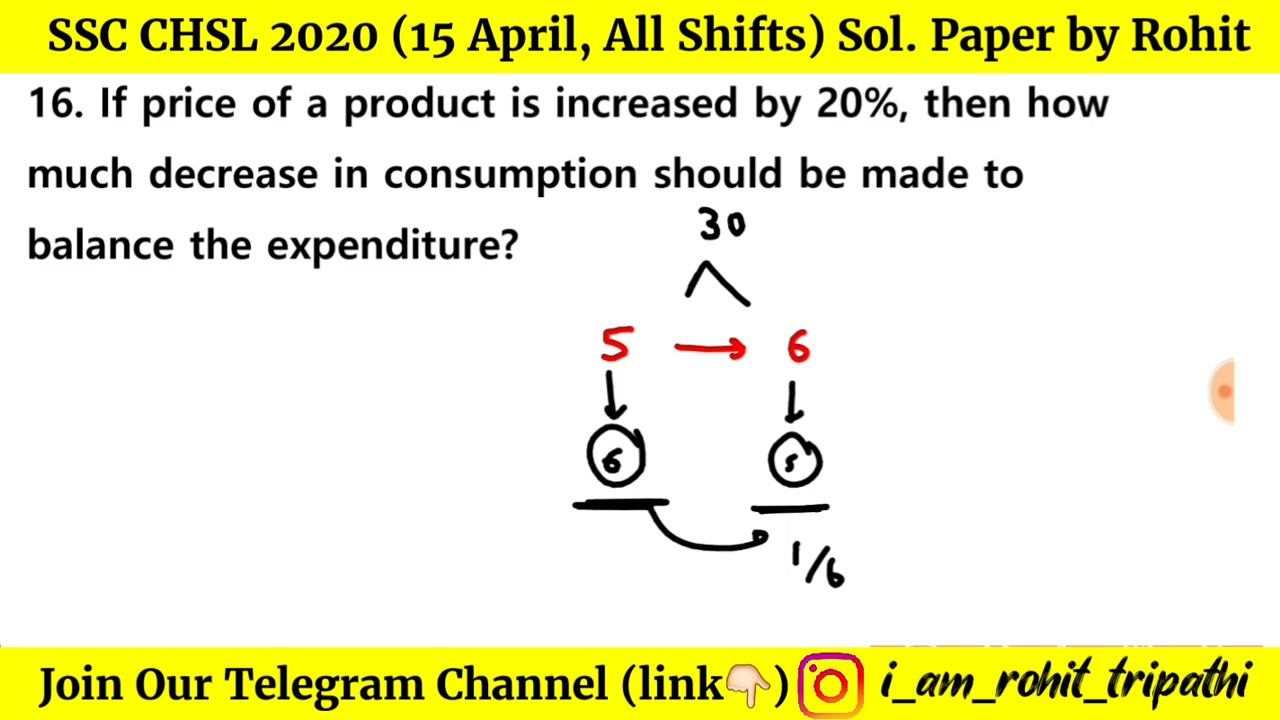 SSC CHSL 2020 (15 April, All Shifts) Sol. Paper by Rohit
16. If price of a product is increased by 20%, then how
much decrease in consumption should be made to
balance the expenditure?
30
5 → 6
6 5
1/6
Join Our Telegram Channel (link👇🏻) i_am_rohit_tripathi